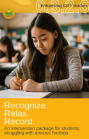 Recognize.
Relax.
Record.
An intervention package for students
struggling with anxious feelings